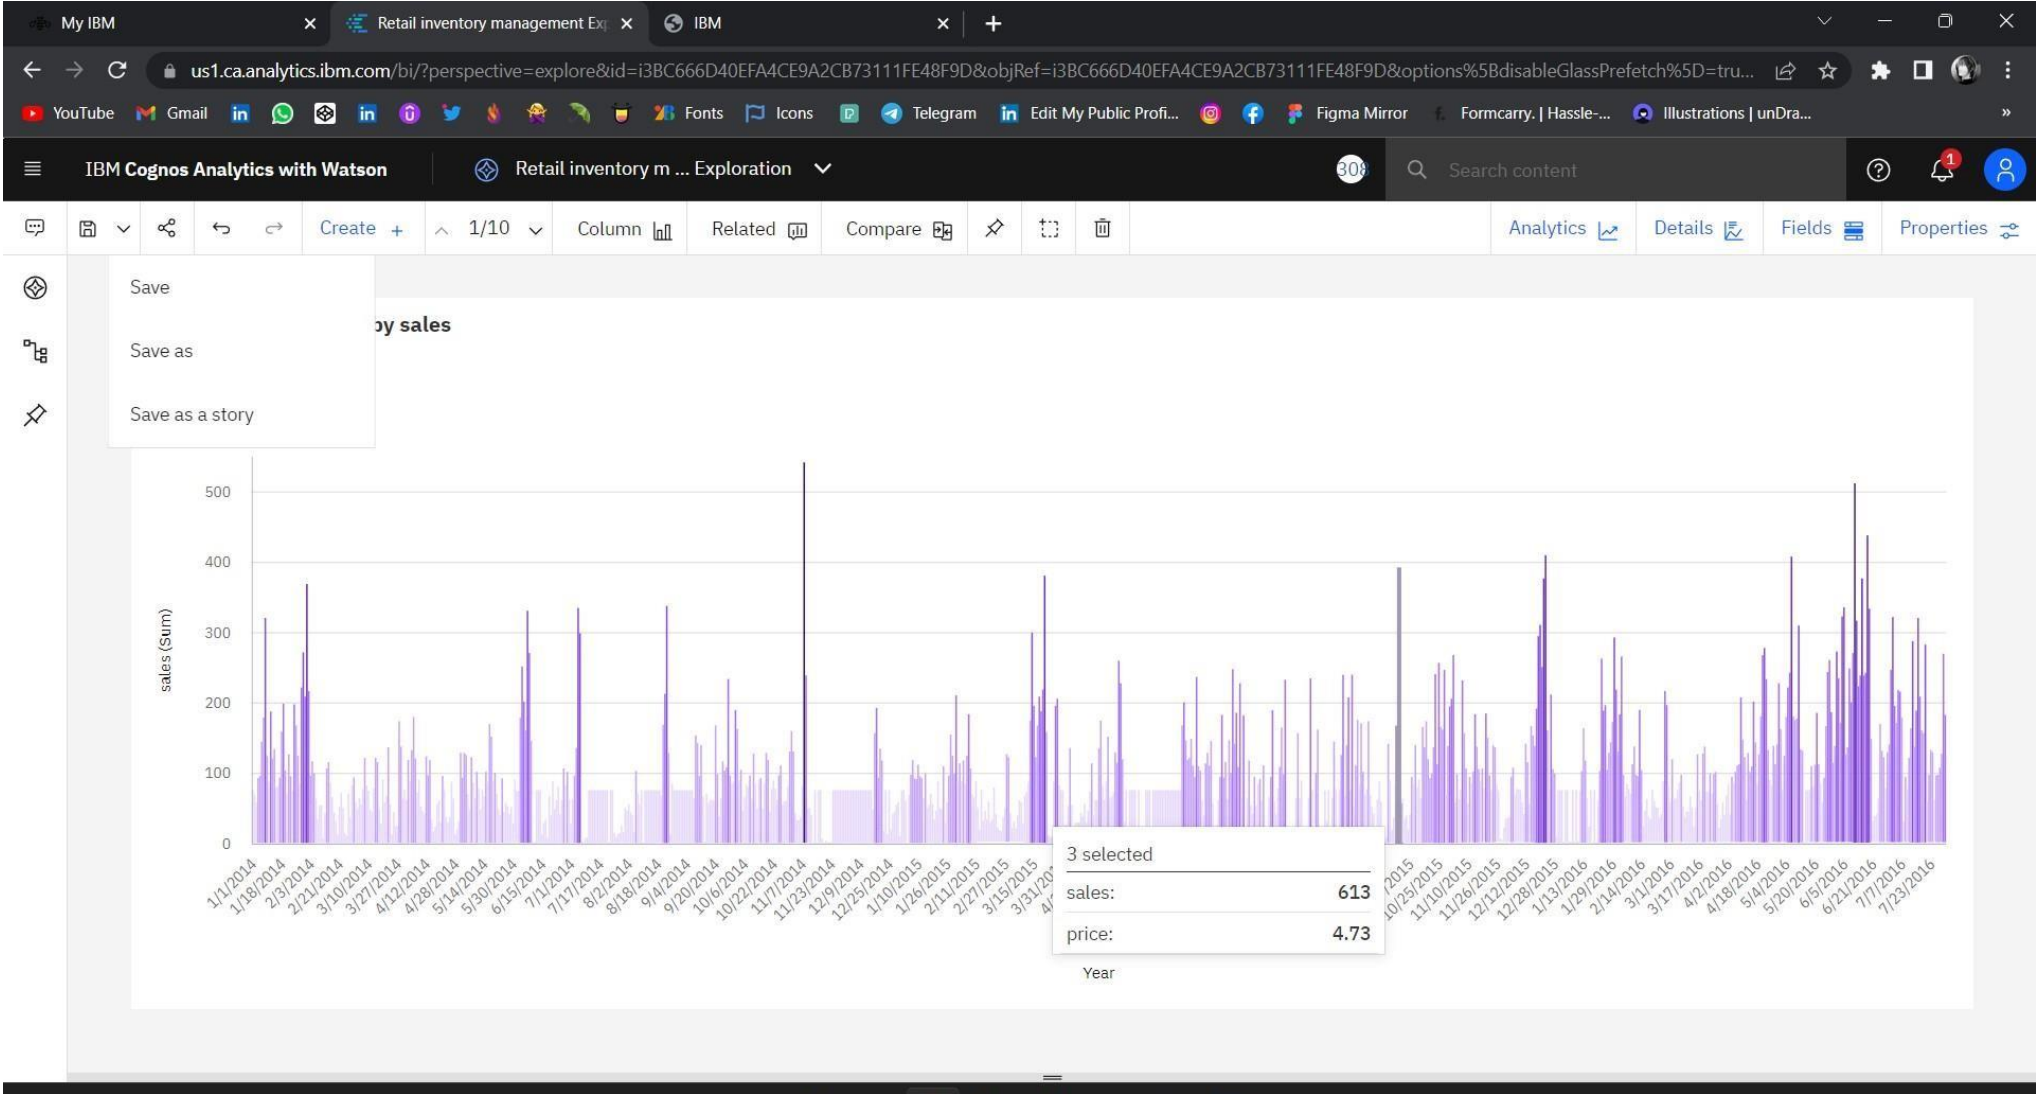 My IBM
Retail inventory management Exp
IBM
us1.ca.analytics.ibm.com/bi/?perspective=explore&id=i3BC666D40EFA4CE9A2CB73111FE48F9D&objRef=i3BC666D40EFA4CE9A2CB73111FE48F9D&options%5BdisableGlassPrefetch%5D=tru...
YouTube Gmail Fonts Icons Telegram Edit My Public Profi... Figma Mirror Formcarry. | Hassle-... Illustrations | unDra... »
IBM Cognos Analytics with Watson
Retail inventory m ... Exploration
308
Search content
1
Create + 1/10 Column Related Compare Analytics Details Fields Properties
Save
Save as
Save as a story
by sales
sales (Sum)
500
400
300
200
100
0
1/1/2014 1/18/2014 2/3/2014 2/21/2014 3/10/2014 3/27/2014 4/12/2014 4/28/2014 5/14/2014 5/30/2014 6/15/2014 7/1/2014 7/17/2014 8/2/2014 8/18/2014 9/4/2014 9/20/2014 10/6/2014 10/22/2014 11/7/2014 11/23/2014 12/9/2014 12/25/2014 1/10/2015 1/26/2015 2/11/2015 2/27/2015 3/15/2015 10/25/2015 11/10/2015 11/26/2015 12/12/2015 12/28/2015 1/13/2016 1/29/2016 2/14/2016 3/1/2016 3/17/2016 4/2/2016 4/18/2016 5/4/2016 5/20/2016 6/5/2016 6/21/2016 7/7/2016 7/23/2016
3 selected
sales: 613
price: 4.73
Year